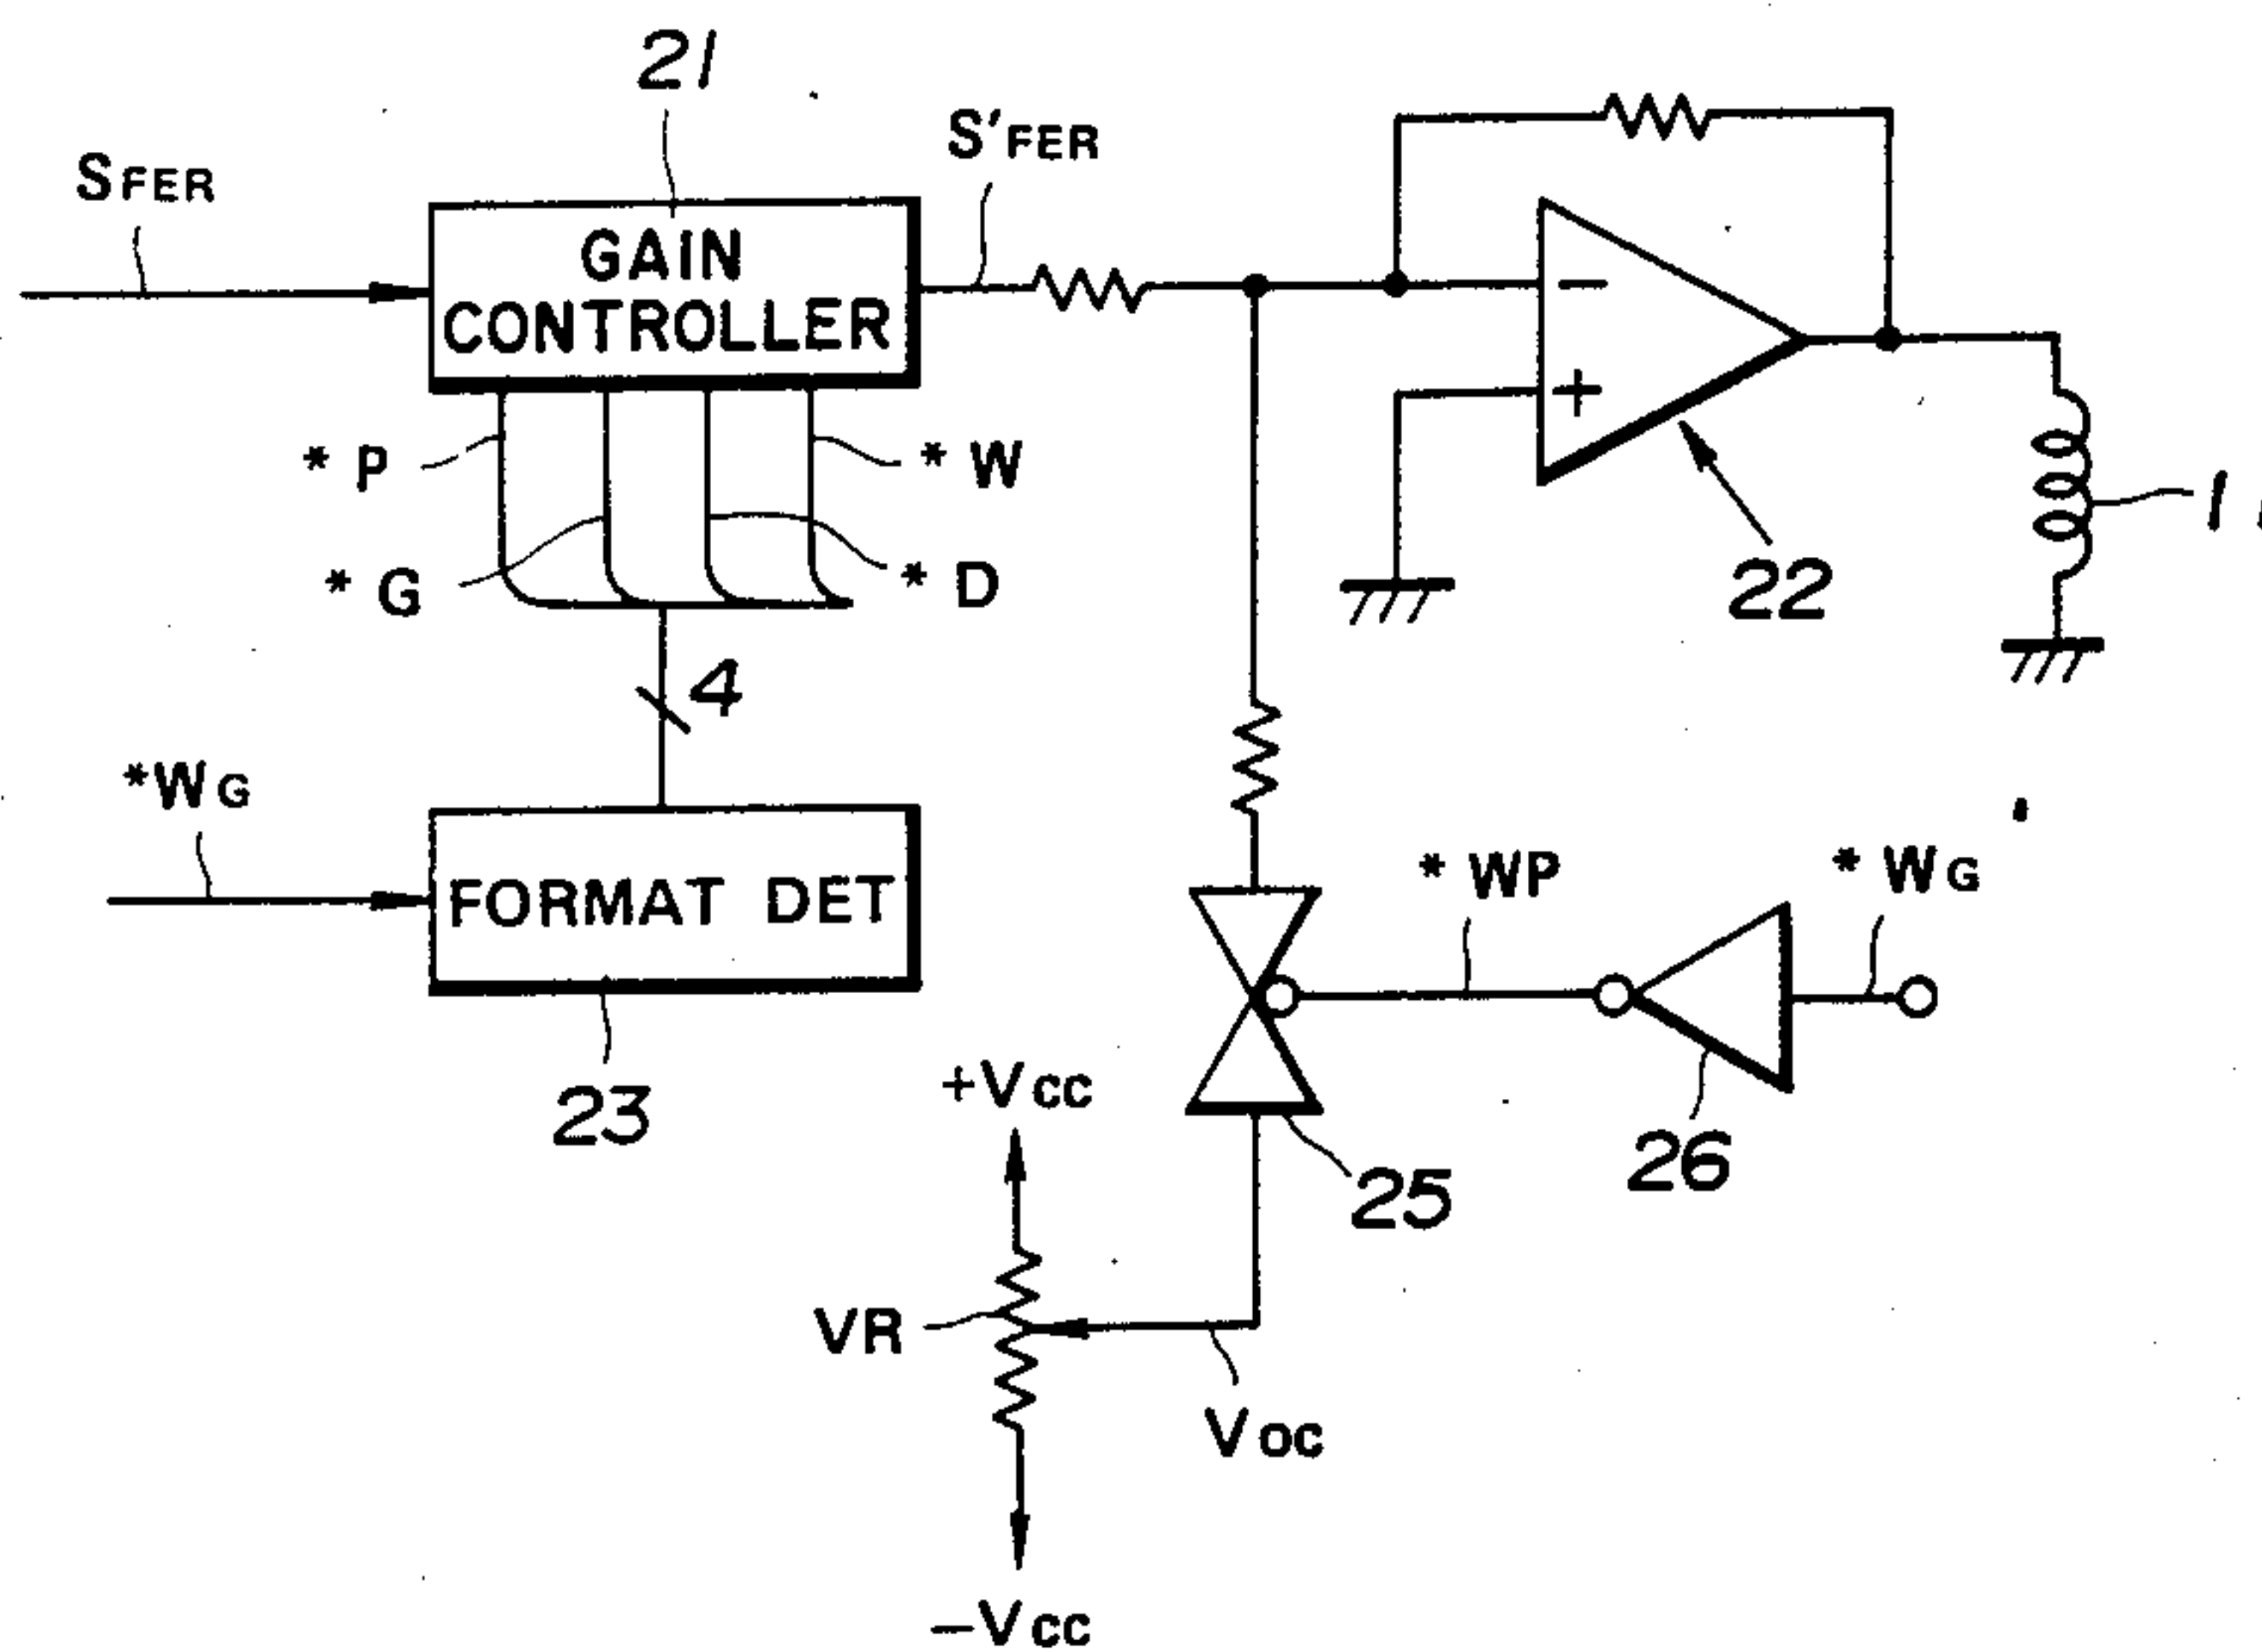 21
S'FER
SFER
GAIN
CONTROLLER
−
+
* P
* W
* G
* D
11
22
4
*WG
FORMAT DET
* WP
* WG
23
+VCC
25
26
VR
VOC
−VCC